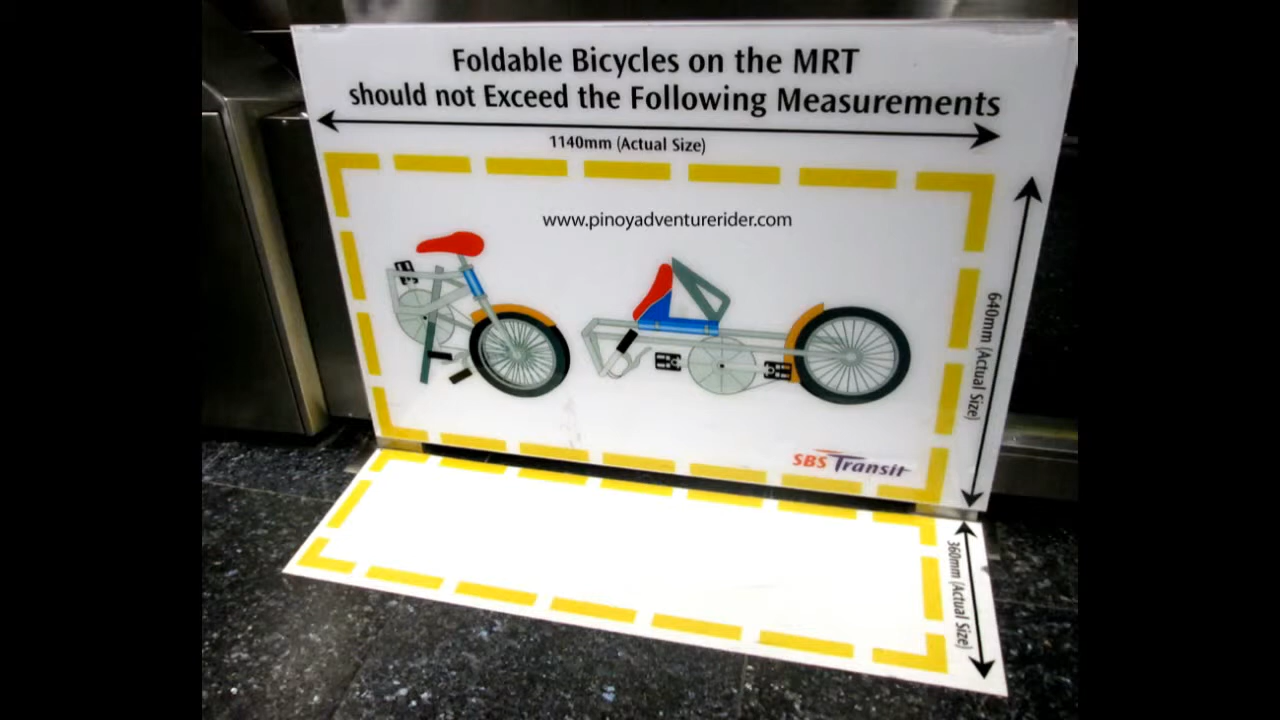 Foldable Bicycles on the MRT
should not Exceed the Following Measurements
1140mm (Actual Size)
www.pinoyadventurerider.com
640mm (Actual Size)
SBS Transit
360mm (Actual Size)